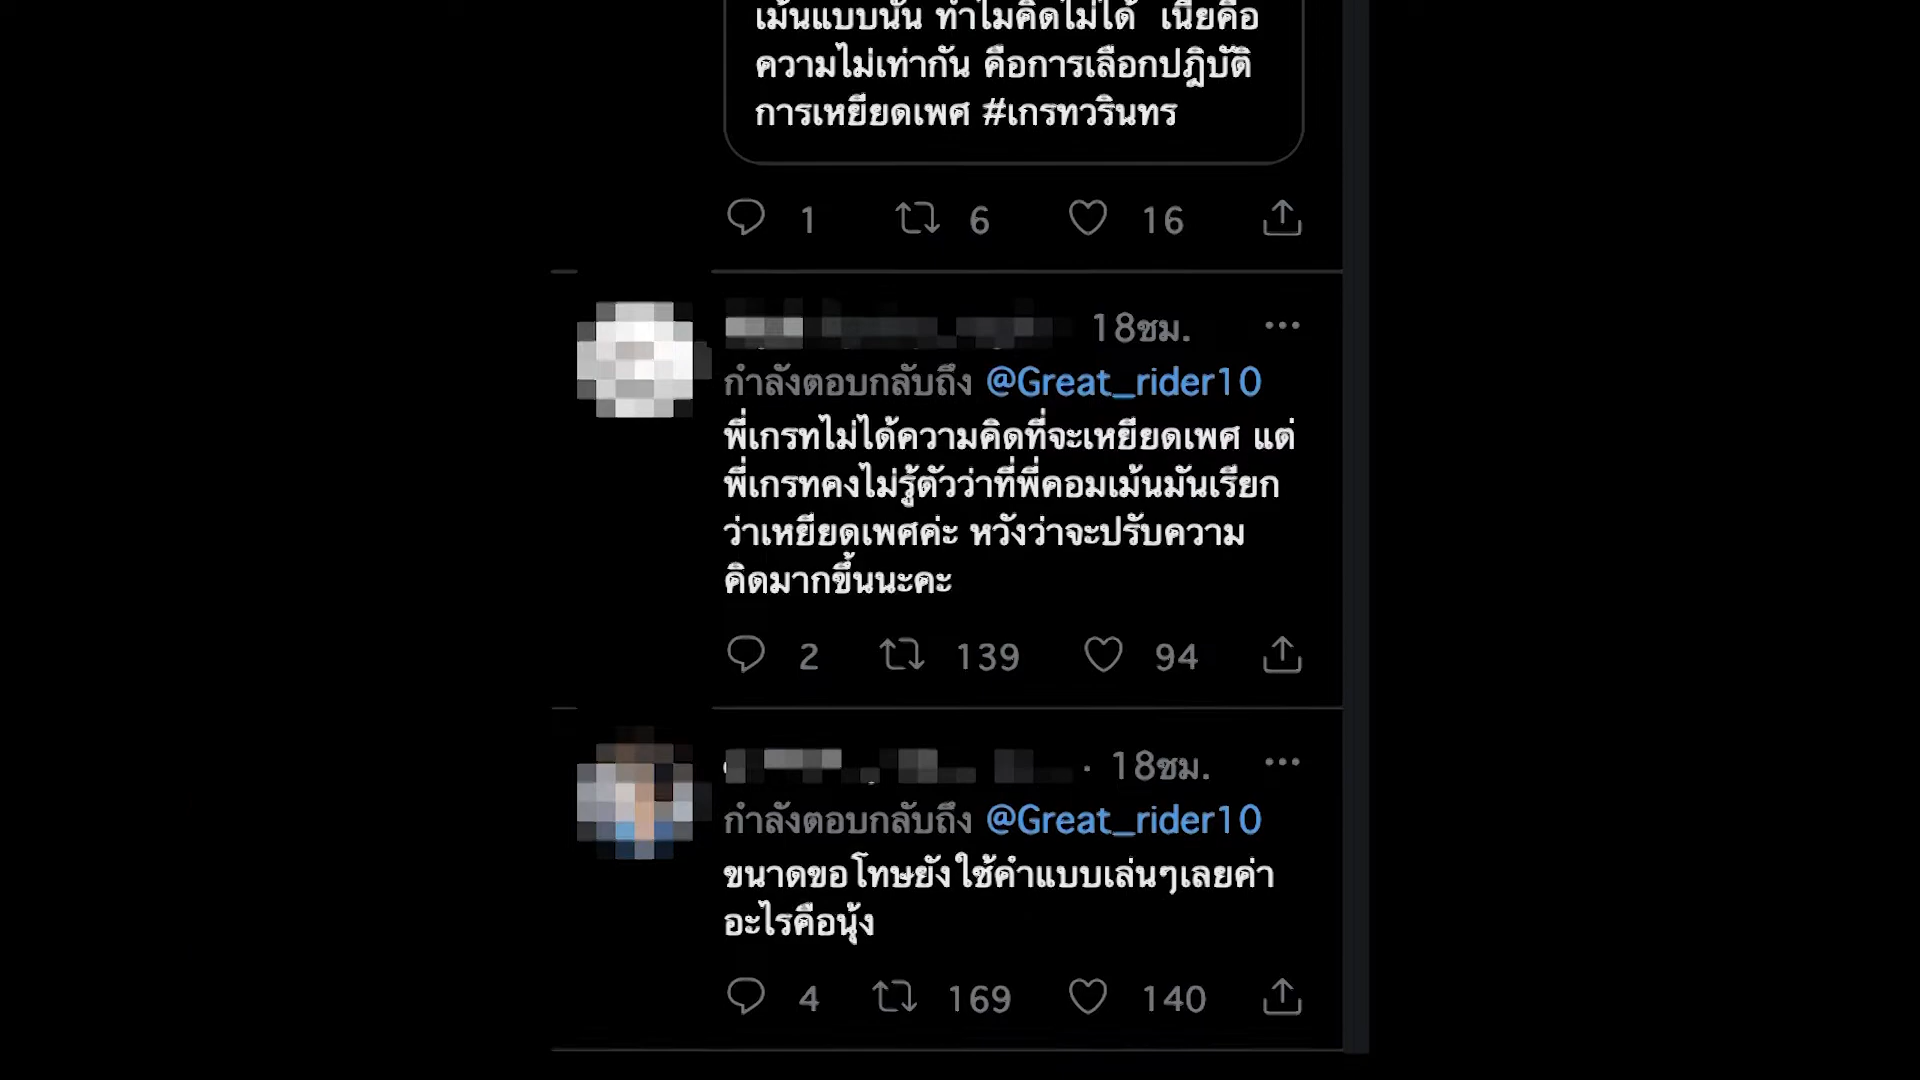 เม้นแบบนั้น ทำไมคิดไม่ได้ เนี่ยคือ
ความไม่เท่ากัน คือการเลือกปฎิบัติ
การเหยียดเพศ #เกรทวรินทร
1 6 16
18ชม.
กำลังตอบกลับถึง @Great_rider10
พี่เกรทไม่ได้ความคิดที่จะเหยียดเพศ แต่
พี่เกรทคงไม่รู้ตัวว่าที่พี่คอมเม้นมันเรียก
ว่าเหยียดเพศค่ะ หวังว่าจะปรับความ
คิดมากขึ้นนะคะ
2 139 94
· 18ชม.
กำลังตอบกลับถึง @Great_rider10
ขนาดขอโทษยังใช้คำแบบเล่นๆเลยค่า
อะไรคือนุ้ง
4 169 140